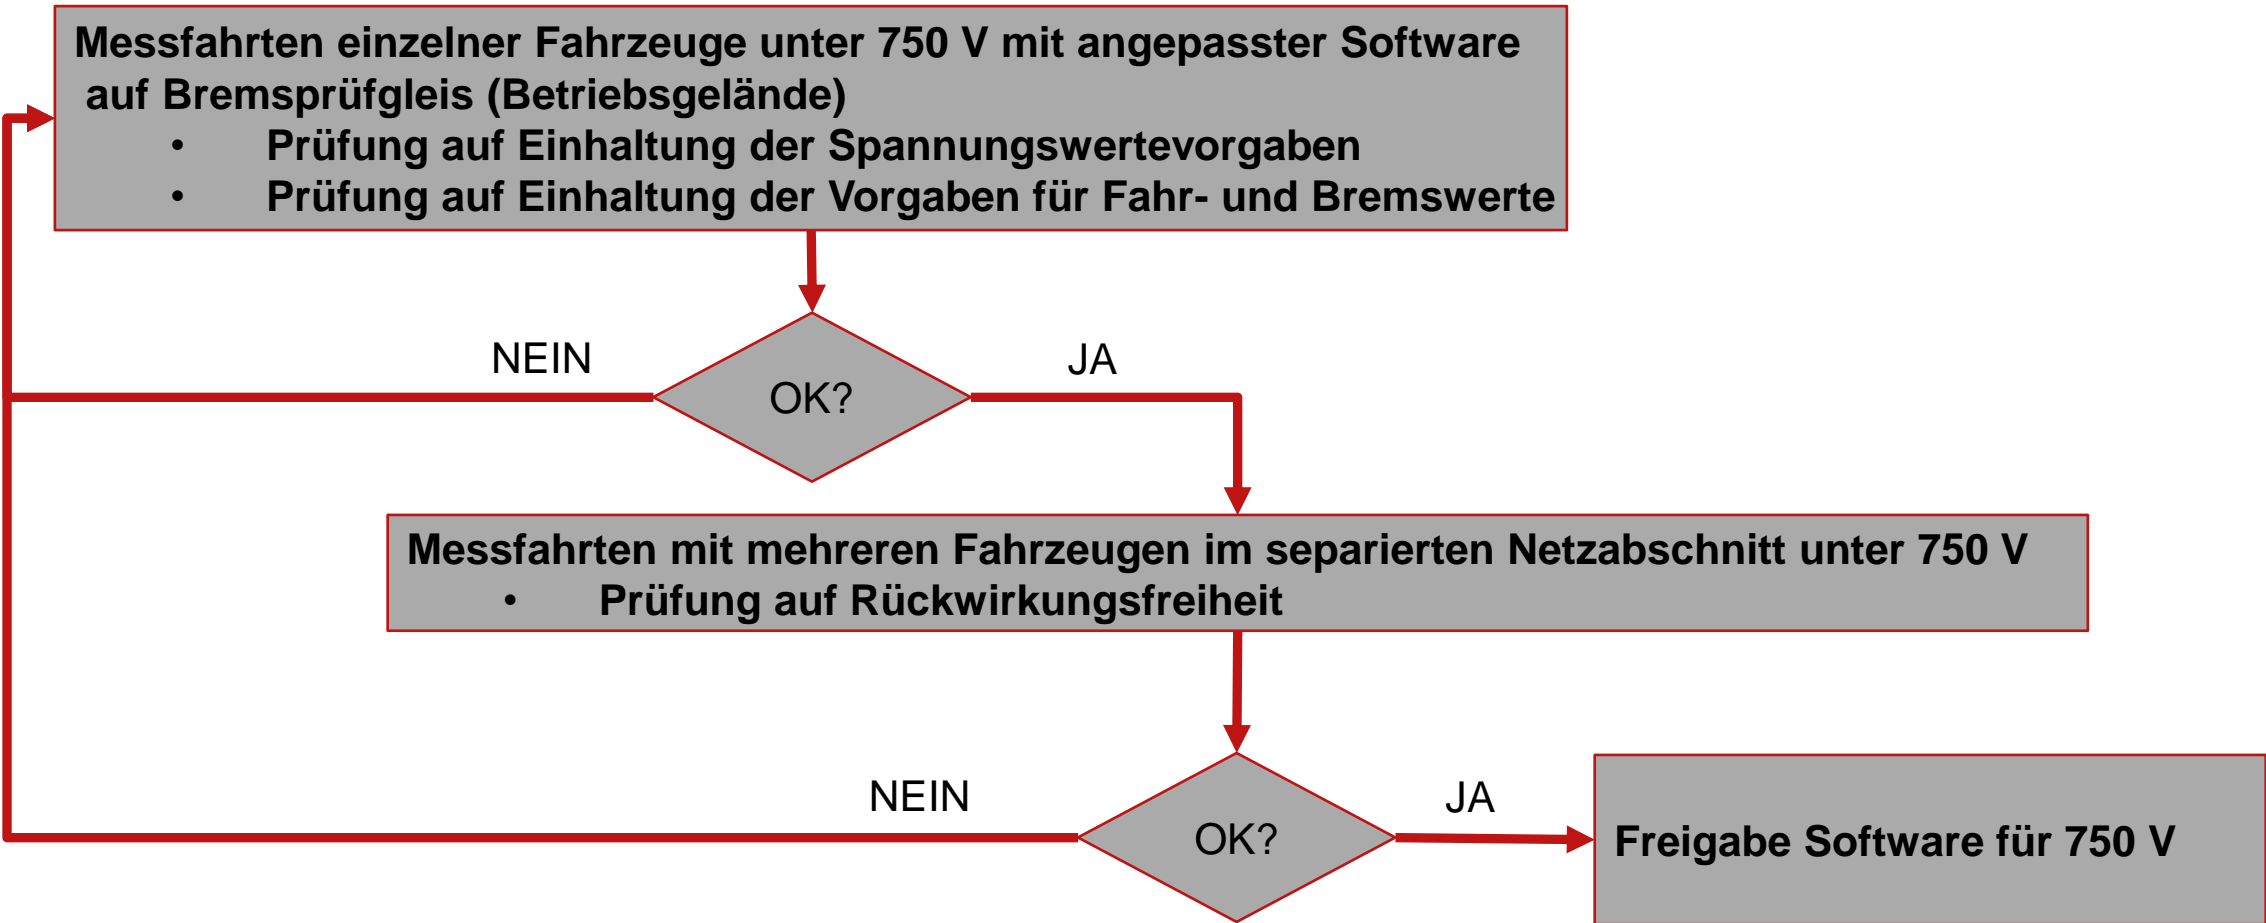 Messfahrten einzelner Fahrzeuge unter 750 V mit angepasster Software
auf Bremsprüfgleis (Betriebsgelände)
• Prüfung auf Einhaltung der Spannungswertevorgaben
• Prüfung auf Einhaltung der Vorgaben für Fahr- und Bremswerte
NEIN
JA
OK?
Messfahrten mit mehreren Fahrzeugen im separierten Netzabschnitt unter 750 V
• Prüfung auf Rückwirkungsfreiheit
NEIN
JA
OK?
Freigabe Software für 750 V